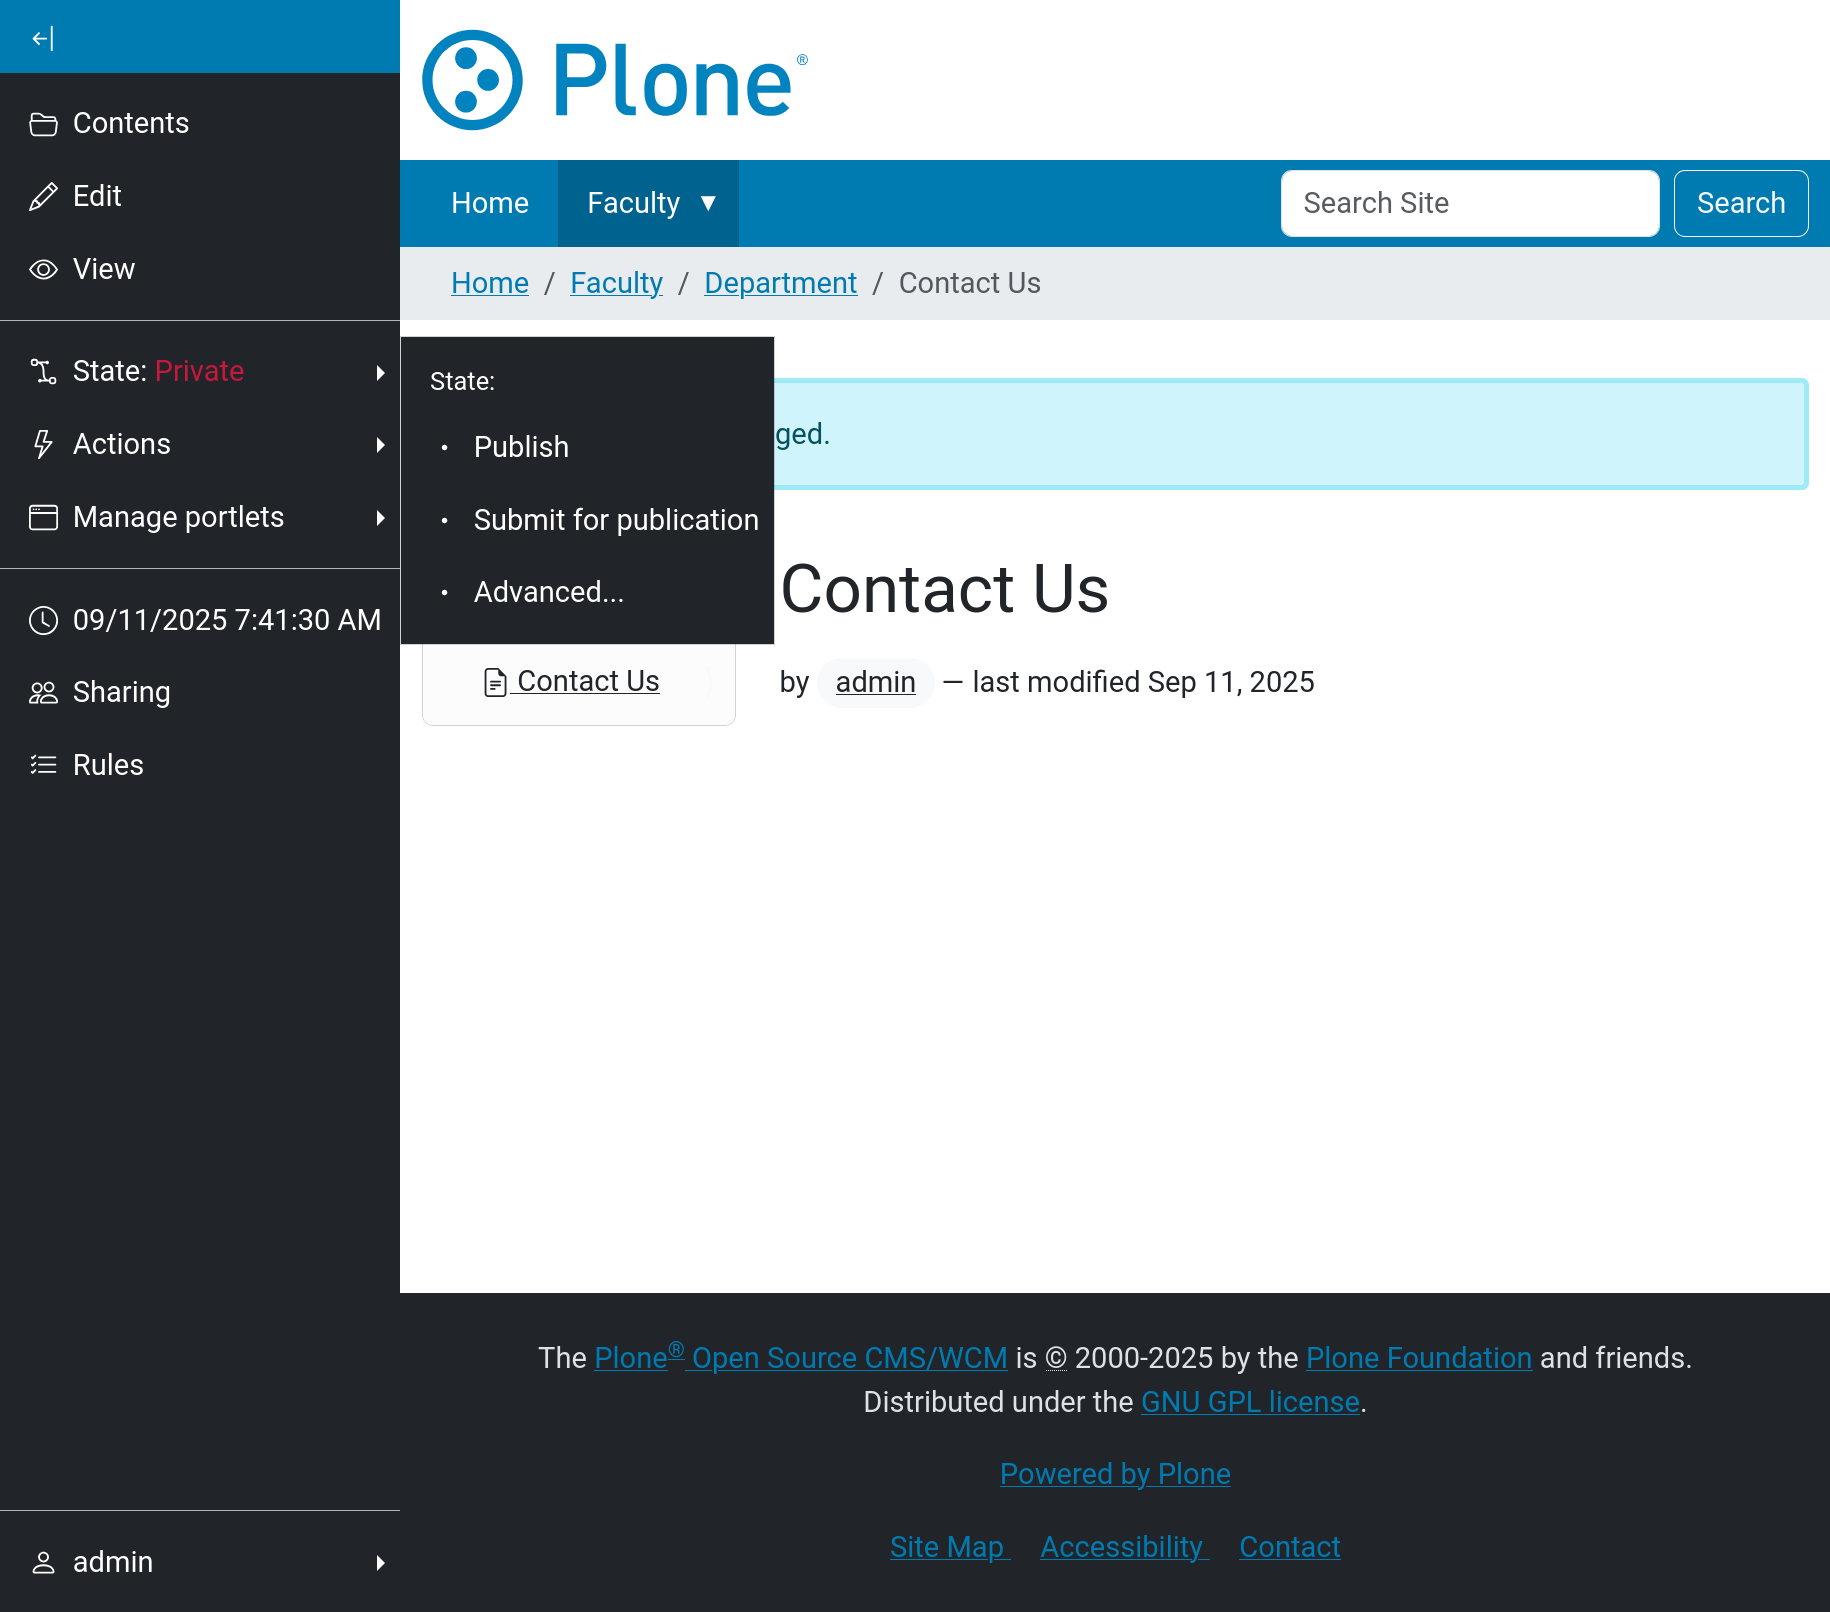 Contents
Edit
View
State: Private
Actions
Manage portlets
09/11/2025 7:41:30 AM
Sharing
Rules
admin
Plone®
Home Faculty ▼ Search Site Search
Home / Faculty / Department / Contact Us
State:
• Publish
• Submit for publication
• Advanced...
ged.
Contact Us
Contact Us
by admin — last modified Sep 11, 2025
The Plone® Open Source CMS/WCM is © 2000-2025 by the Plone Foundation and friends.
Distributed under the GNU GPL license.
Powered by Plone
Site Map Accessibility Contact